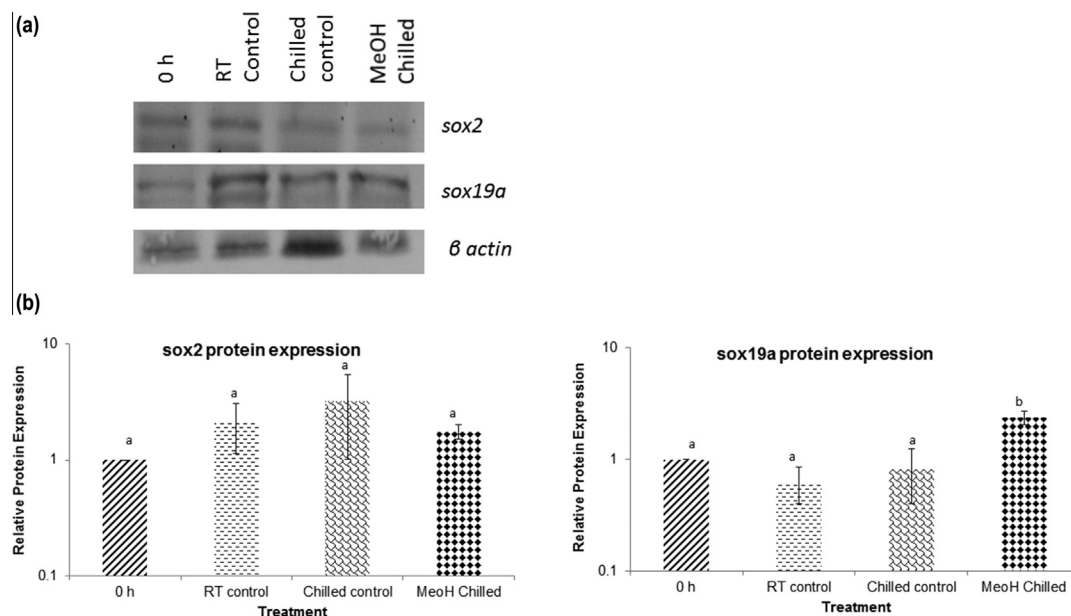 (a)
0 h
RT
Control
Chilled
control
MeOH
Chilled
sox2
sox19a
β actin
(b)
sox2 protein expression
Relative Protein Expression
10
1
0.1
a
a
a
a
0 h
RT control
Chilled control
MeoH Chilled
Treatment
sox19a protein expression
Relative Protein Expression
10
1
0.1
a
a
a
b
0 h
RT control
Chilled control
MeOH Chilled
Treatment